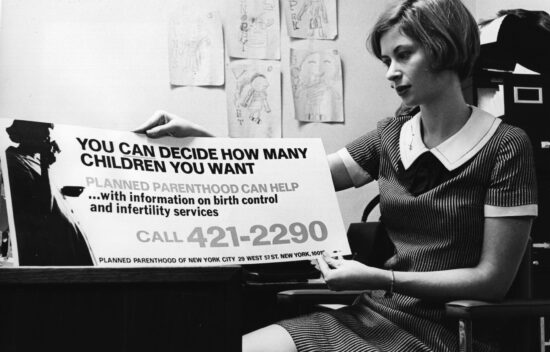 YOU CAN DECIDE HOW MANY
CHILDREN YOU WANT
PLANNED PARENTHOOD CAN HELP
...with information on birth control
and infertility services
CALL 421-2290
PLANNED PARENTHOOD OF NEW YORK CITY. 29 WEST 57 ST. NEW YORK,